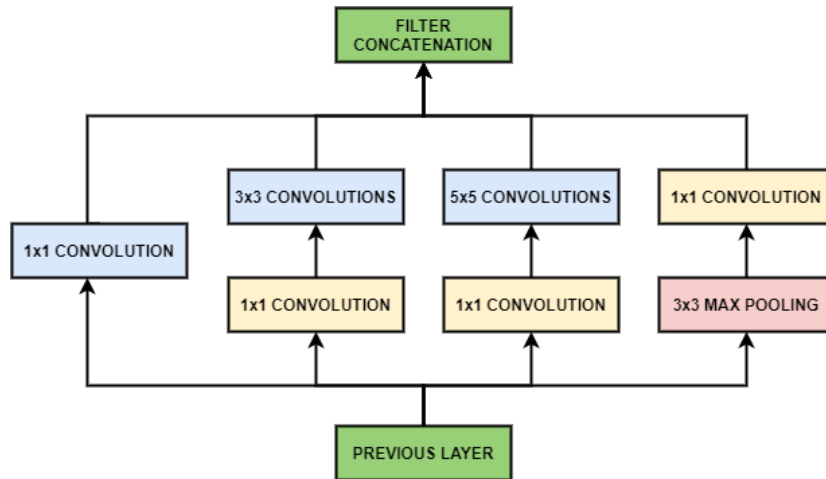 FILTER
CONCATENATION
3x3 CONVOLUTIONS
5x5 CONVOLUTIONS
1x1 CONVOLUTION
1x1 CONVOLUTION
1x1 CONVOLUTION
1x1 CONVOLUTION
3x3 MAX POOLING
PREVIOUS LAYER